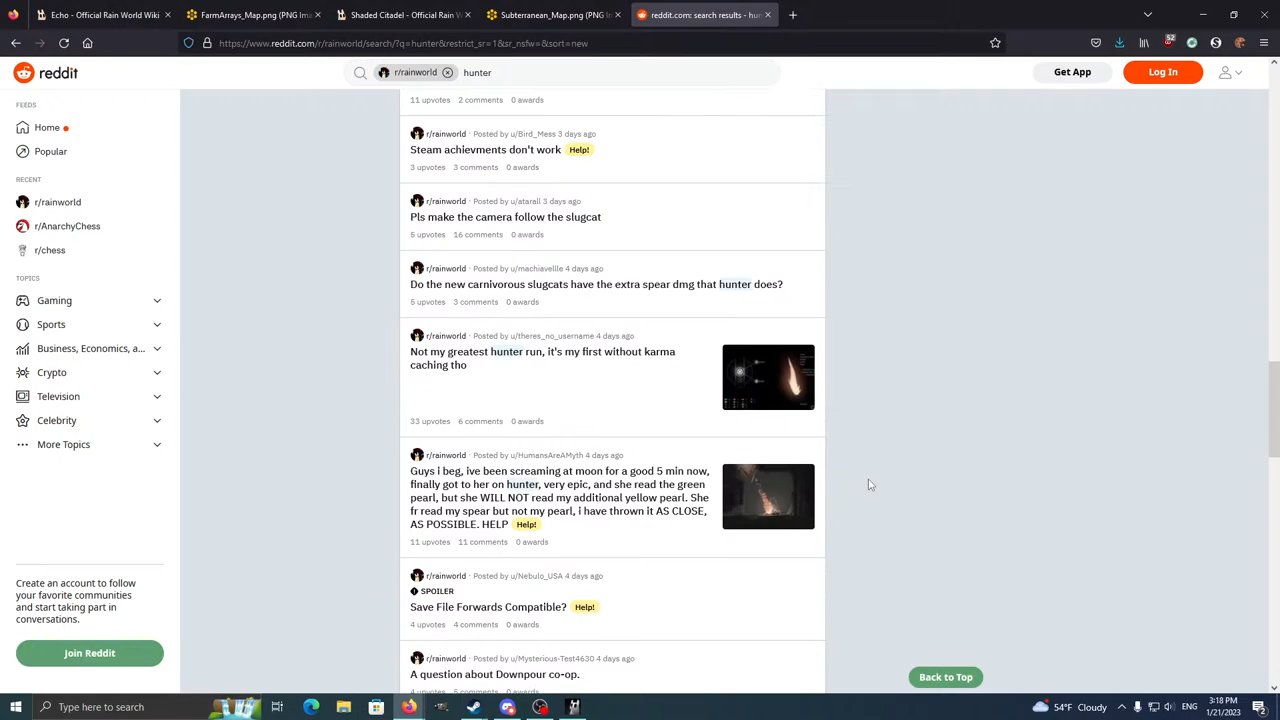 Official Rain World Wiki
FarmArrays_Map.png (PNG Ima
Shaded Citadel - Official Rain W
Subterranean_Map.png (PNG Im
reddit.com: search results - hun
https://www.reddit.com/r/rainworld/search/?q=hunter&restrict_sr=1&sr_nsfw=&sort=new
reddit
r/rainworld
hunter
Get App
Log In
FEEDS
Home
Popular
RECENT
r/rainworld
r/AnarchyChess
r/chess
TOPICS
Gaming
Sports
Business, Economics, a...
Crypto
Television
Celebrity
More Topics
Create an account to follow
your favorite communities
and start taking part in
conversations.
Join Reddit
11 upvotes 2 comments 0 awards
r/rainworld · Posted by u/Bird_Mess 3 days ago
Steam achievments don't work Help!
3 upvotes 3 comments 0 awards
r/rainworld · Posted by u/atarall 3 days ago
Pls make the camera follow the slugcat
5 upvotes 16 comments 0 awards
r/rainworld · Posted by u/machiavellle 4 days ago
Do the new carnivorous slugcats have the extra spear dmg that hunter does?
5 upvotes 3 comments 0 awards
r/rainworld · Posted by u/theres_no_username 4 days ago
Not my greatest hunter run, it's my first without karma
caching tho
33 upvotes 6 comments 0 awards
r/rainworld · Posted by u/HumansAreAMyth 4 days ago
Guys i beg, ive been screaming at moon for a good 5 min now,
finally got to her on hunter, very epic, and she read the green
pearl, but she WILL NOT read my additional yellow pearl. She
fr read my spear but not my pearl, i have thrown it AS CLOSE,
AS POSSIBLE. HELP Help!
11 upvotes 11 comments 0 awards
r/rainworld · Posted by u/Nebulo_USA 4 days ago
SPOILER
Save File Forwards Compatible? Help!
4 upvotes 4 comments 0 awards
r/rainworld · Posted by u/Mysterious-Test4630 4 days ago
A question about Downpour co-op.
4 upvotes 5 comments 0 awards
Back to Top
Type here to search
54°F Cloudy
ENG
3:18 PM
1/21/2023